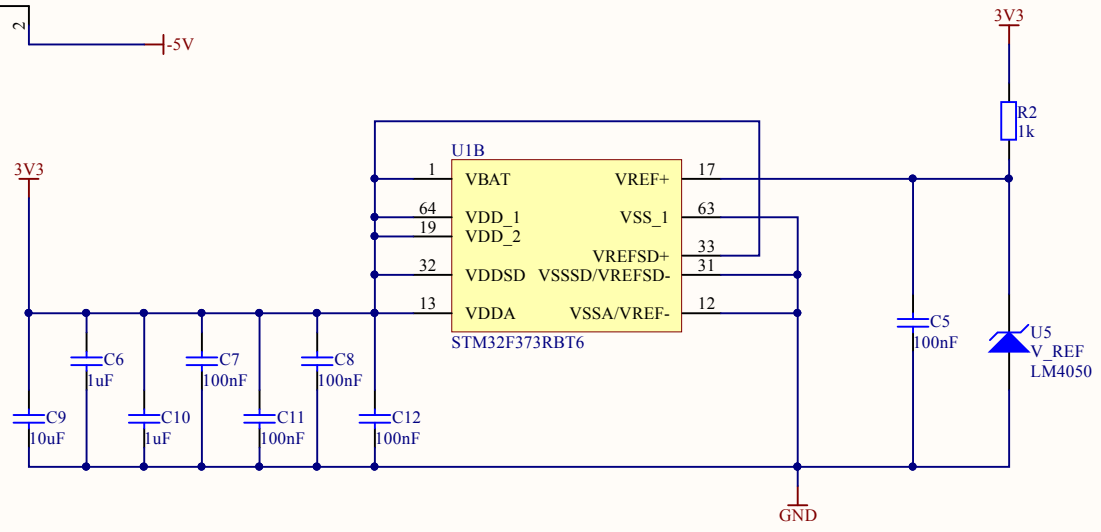 2
-5V
3V3
R2
1k
3V3
U1B
1 VBAT VREF+ 17
64 VDD_1 VSS_1 63
19 VDD_2
VREFSD+ 33
32 VDDSD VSSSD/VREFSD- 31
13 VDDA VSSA/VREF- 12
STM32F373RBT6
C5
100nF
U5
V_REF
LM4050
C6
1uF
C7
100nF
C8
100nF
C9
10uF
C10
1uF
C11
100nF
C12
100nF
GND